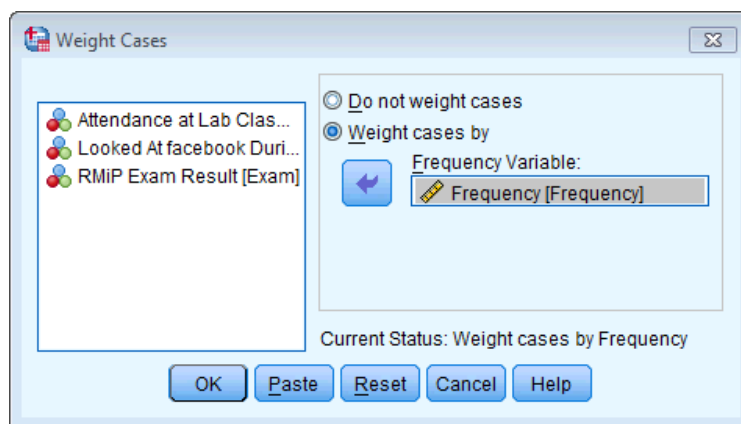 Weight Cases
Attendance at Lab Clas...
Looked At facebook Duri...
RMiP Exam Result [Exam]
Do not weight cases
Weight cases by
Frequency Variable:
Frequency [Frequency]
Current Status: Weight cases by Frequency
OK Paste Reset Cancel Help